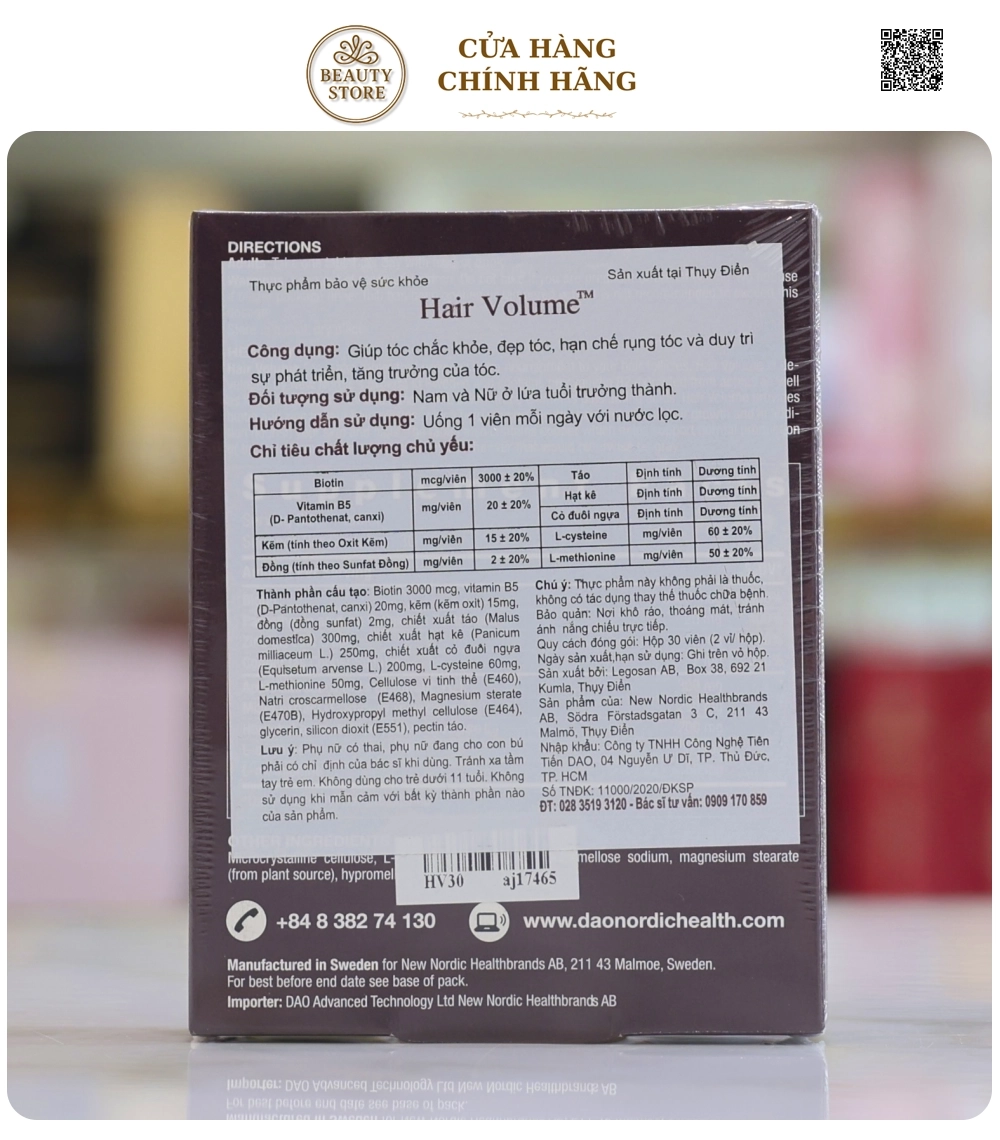 BEAUTY
STORE
CỬA HÀNG
CHÍNH HÃNG
DIRECTIONS
Thực phẩm bảo vệ sức khỏe
Sản xuất tại Thụy Điển
Hair Volume™
Công dụng: Giúp tóc chắc khỏe, đẹp tóc, hạn chế rụng tóc và duy trì
sự phát triển, tăng trưởng của tóc.
Đối tượng sử dụng: Nam và Nữ ở lứa tuổi trưởng thành.
Hướng dẫn sử dụng: Uống 1 viên mỗi ngày với nước lọc.
Chỉ tiêu chất lượng chủ yếu:
Biotin mcg/viên 3000 ± 20% Táo Định tính Dương tính
Vitamin B5 mg/viên 20 ± 20% Hạt kê Định tính Dương tính
(D- Pantothenat, canxi) Cỏ đuôi ngựa Định tính Dương tính
Kẽm (tính theo Oxit Kẽm) mg/viên 15 ± 20% L-cysteine mg/viên 60 ± 20%
Đồng (tính theo Sunfat Đồng) mg/viên 2 ± 20% L-methionine mg/viên 50 ± 20%
Thành phần cấu tạo: Biotin 3000 mcg, vitamin B5
(D-Pantothenat, canxi) 20mg, kẽm (kẽm oxit) 15mg,
đồng (đồng sunfat) 2mg, chiết xuất táo (Malus
domestica) 300mg, chiết xuất hạt kê (Panicum
milliaceum L.) 250mg, chiết xuất cỏ đuôi ngựa
(Equisetum arvense L.) 200mg, L-cysteine 60mg,
L-methionine 50mg, Cellulose vi tinh thể (E460),
Natri croscarmellose (E468), Magnesium sterate
(E470B), Hydroxypropyl methyl cellulose (E464),
glycerin, silicon dioxit (E551), pectin táo.
Lưu ý: Phụ nữ có thai, phụ nữ đang cho con bú
phải có chỉ định của bác sĩ khi dùng. Tránh xa tầm
tay trẻ em. Không dùng cho trẻ dưới 11 tuổi. Không
sử dụng khi mẫn cảm với bất kỳ thành phần nào
của sản phẩm.
Chú ý: Thực phẩm này không phải là thuốc,
không có tác dụng thay thế thuốc chữa bệnh.
Bảo quản: Nơi khô ráo, thoáng mát, tránh
ánh nắng chiếu trực tiếp.
Quy cách đóng gói: Hộp 30 viên (2 vỉ/ hộp).
Ngày sản xuất,hạn sử dụng: Ghi trên vỏ hộp.
Sản xuất bởi: Legosan AB, Box 38, 692 21
Kumla, Thụy Điển
Sản phẩm của: New Nordic Healthbrands
AB, Södra Förstadsgatan 3 C, 211 43
Malmö, Thụy Điển
Nhập khẩu: Công ty TNHH Công Nghệ Tiên
Tiến DAO, 04 Nguyễn Ư Dĩ, TP. Thủ Đức,
TP. HCM
Số TNĐK: 11000/2020/ĐKSP
ĐT: 028 3519 3120 - Bác sĩ tư vấn: 0909 170 859
OTHER INGREDIENTS
Microcrystalline cellulose, L- mellose sodium, magnesium stearate
(from plant source), hypromel
HV30 aj17465
+84 8 382 74 130
www.daonordichealth.com
Manufactured in Sweden for New Nordic Healthbrands AB, 211 43 Malmoe, Sweden.
For best before end date see base of pack.
Importer: DAO Advanced Technology Ltd New Nordic Healthbrands AB